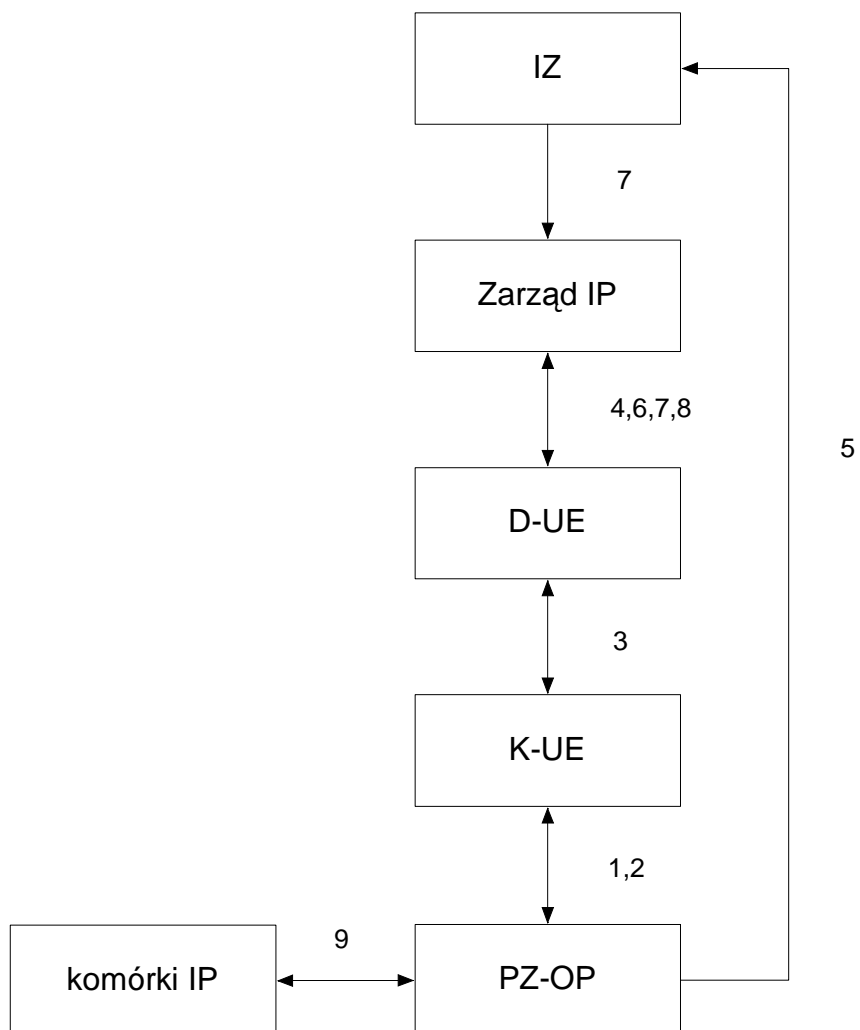 IZ
7
Zarząd IP
4,6,7,8
5
D-UE
3
K-UE
1,2
9
komórki IP
PZ-OP